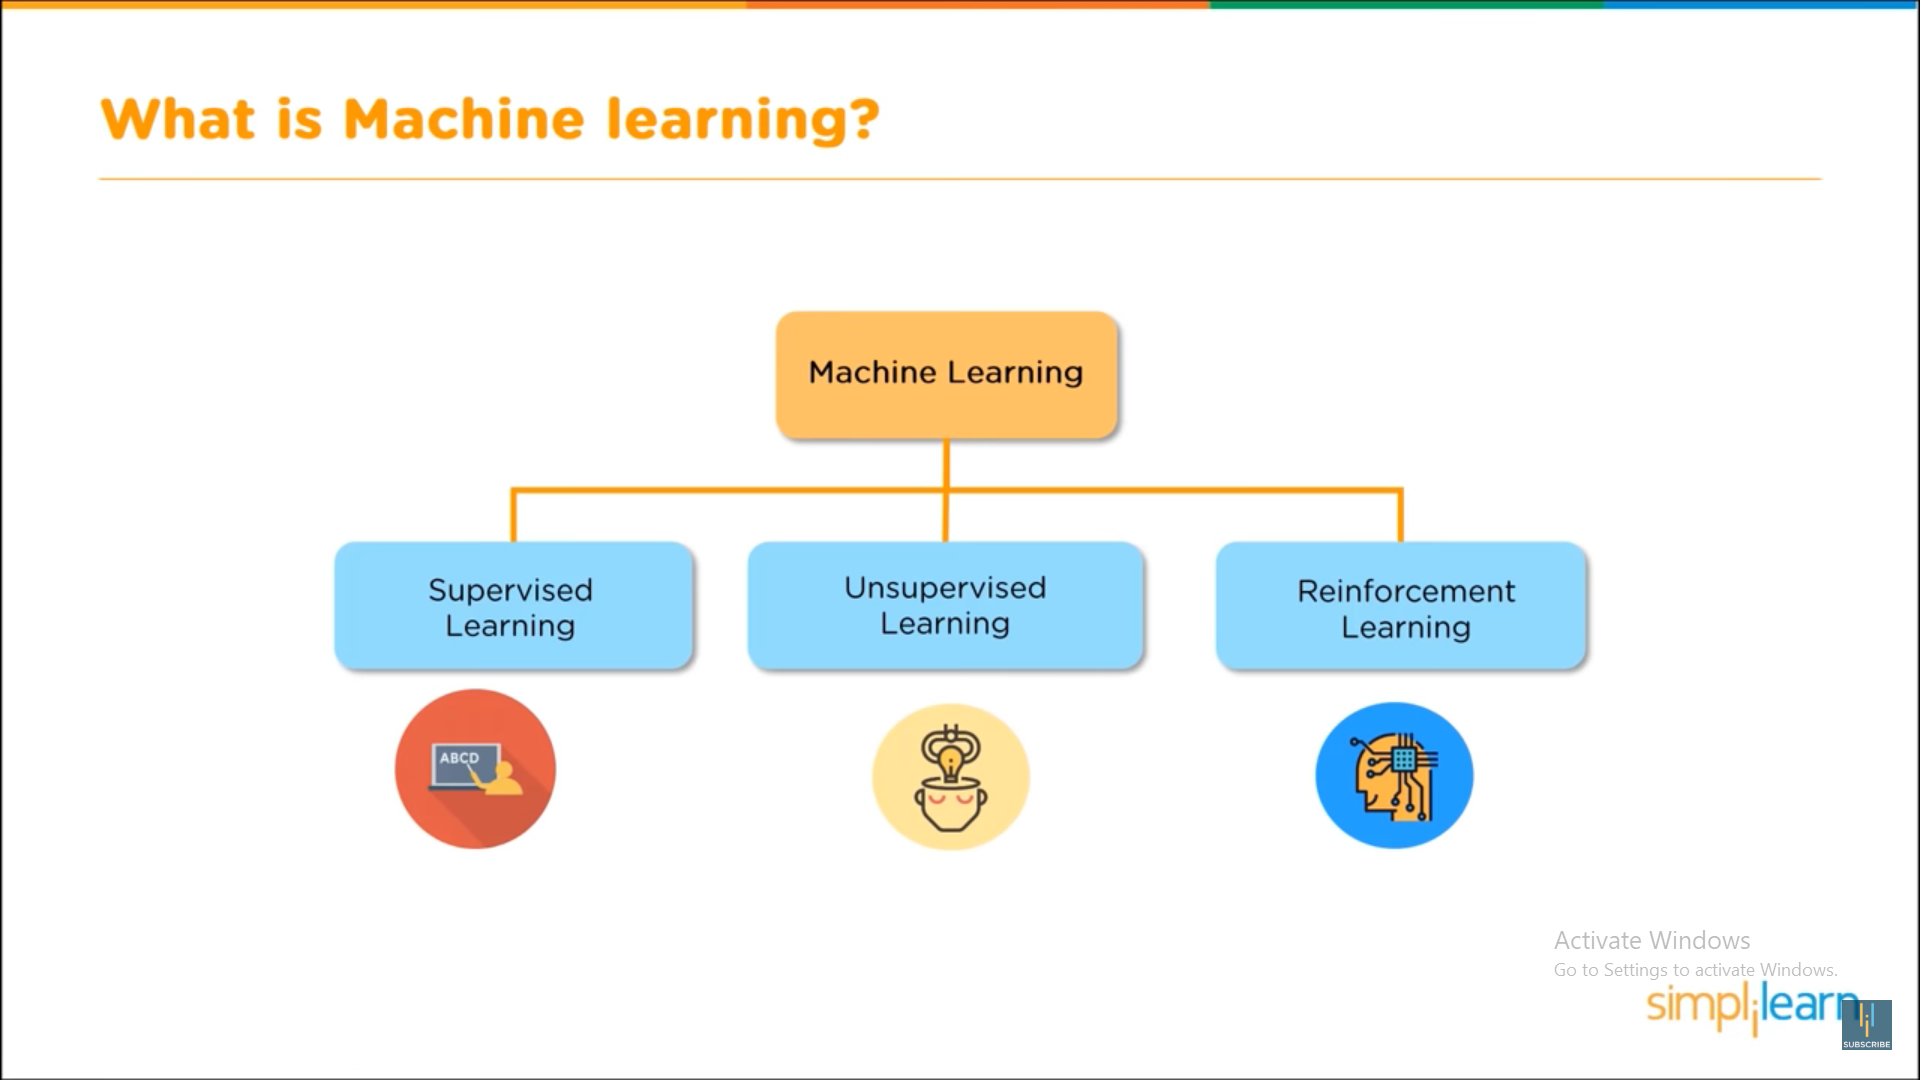 What is Machine learning?
Machine Learning
Supervised
Learning
Unsupervised
Learning
Reinforcement
Learning
ABCD
Activate Windows
Go to Settings to activate Windows.
simplilearn
SUBSCRIBE